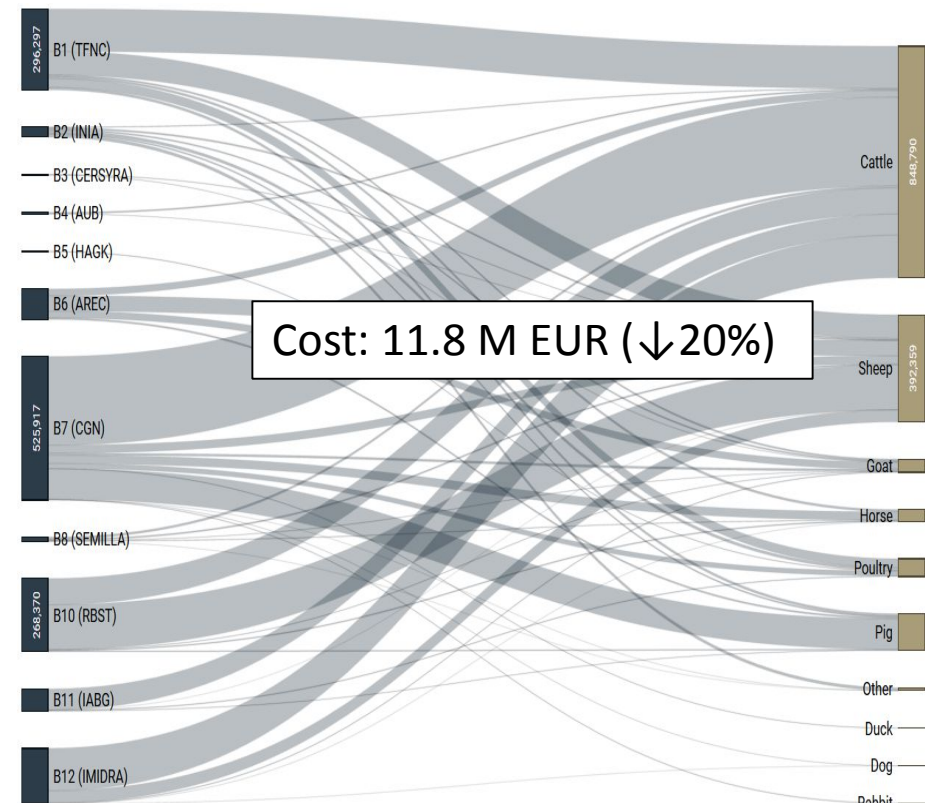 296,297
B1 (TFNC)
B2 (INIA)
B3 (CERSYRA)
B4 (AUB)
B5 (HAGK)
B6 (AREC)
525,917
B7 (CGN)
B8 (SEMILLA)
268,370
B10 (RBST)
B11 (IABG)
B12 (IMIDRA)
Cost: 11.8 M EUR (↓20%)
Cattle
848,790
Sheep
392,359
Goat
Horse
Poultry
Pig
Other
Duck
Dog
Rabbit